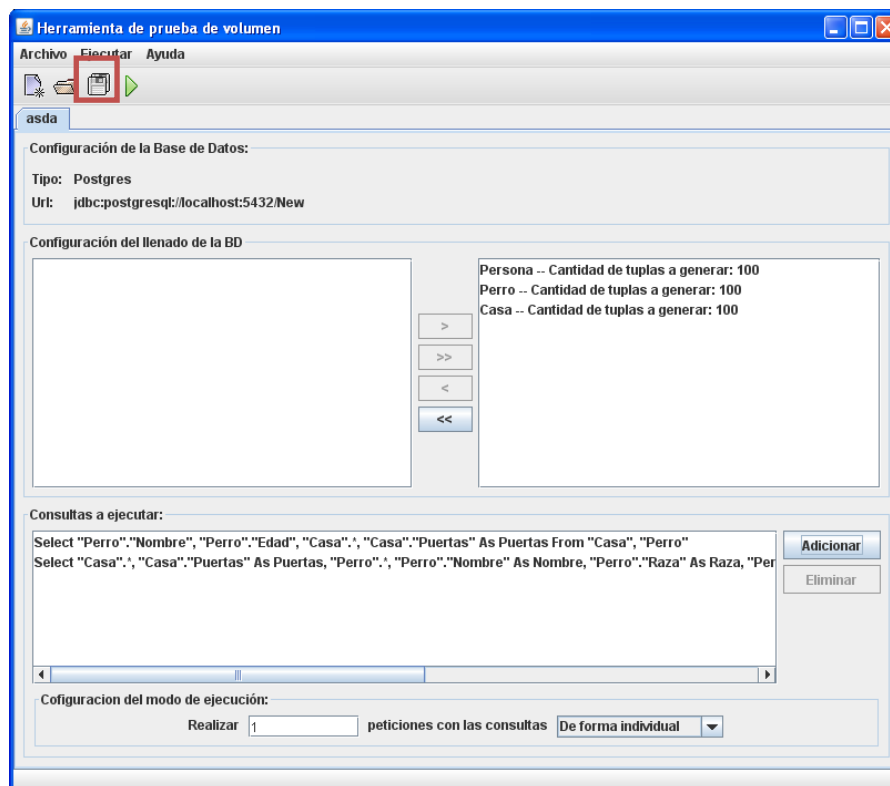 Herramienta de prueba de volumen
Archivo Ejecutar Ayuda
asda
Configuración de la Base de Datos:
Tipo: Postgres
Url: jdbc:postgresql://localhost:5432/New
Configuración del llenado de la BD
Persona -- Cantidad de tuplas a generar: 100
Perro -- Cantidad de tuplas a generar: 100
Casa -- Cantidad de tuplas a generar: 100
>
>>
<
<<
Consultas a ejecutar:
Select "Perro"."Nombre", "Perro"."Edad", "Casa".*, "Casa"."Puertas" As Puertas From "Casa", "Perro"
Select "Casa".*, "Casa"."Puertas" As Puertas, "Perro".*, "Perro"."Nombre" As Nombre, "Perro"."Raza" As Raza, "Per
Adicionar
Eliminar
Cofiguracion del modo de ejecución:
Realizar 1 peticiones con las consultas De forma individual